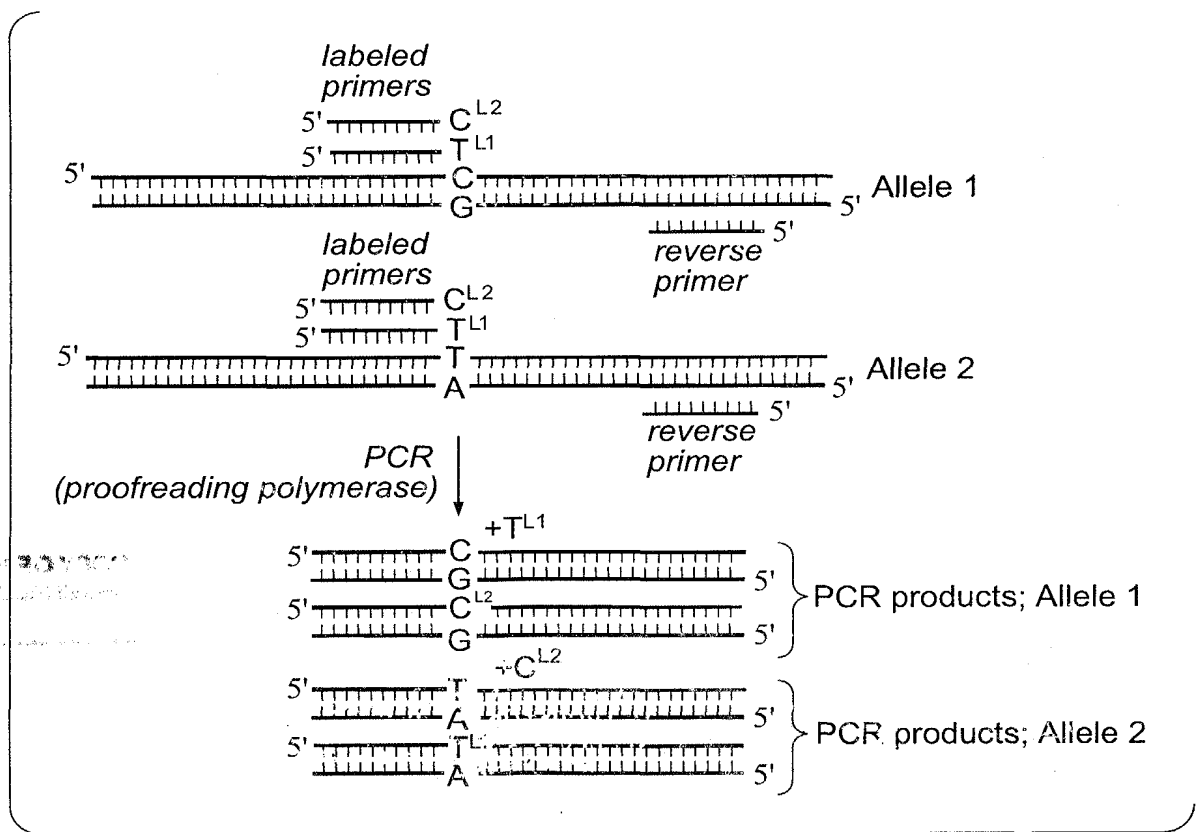 labeled
primers
5' C L2
5' T L1
5' C Allele 1
G 5'
5'
reverse
primer
labeled
primers
5' C L2
5' T L1
5' T Allele 2
A 5'
5'
reverse
primer
PCR
(proofreading polymerase)
+T L1
5' C
G 5'
PCR products; Allele 1
5' C L2
G 5'
+C L2
5' T
A 5'
PCR products; Allele 2
5' T L
A 5'